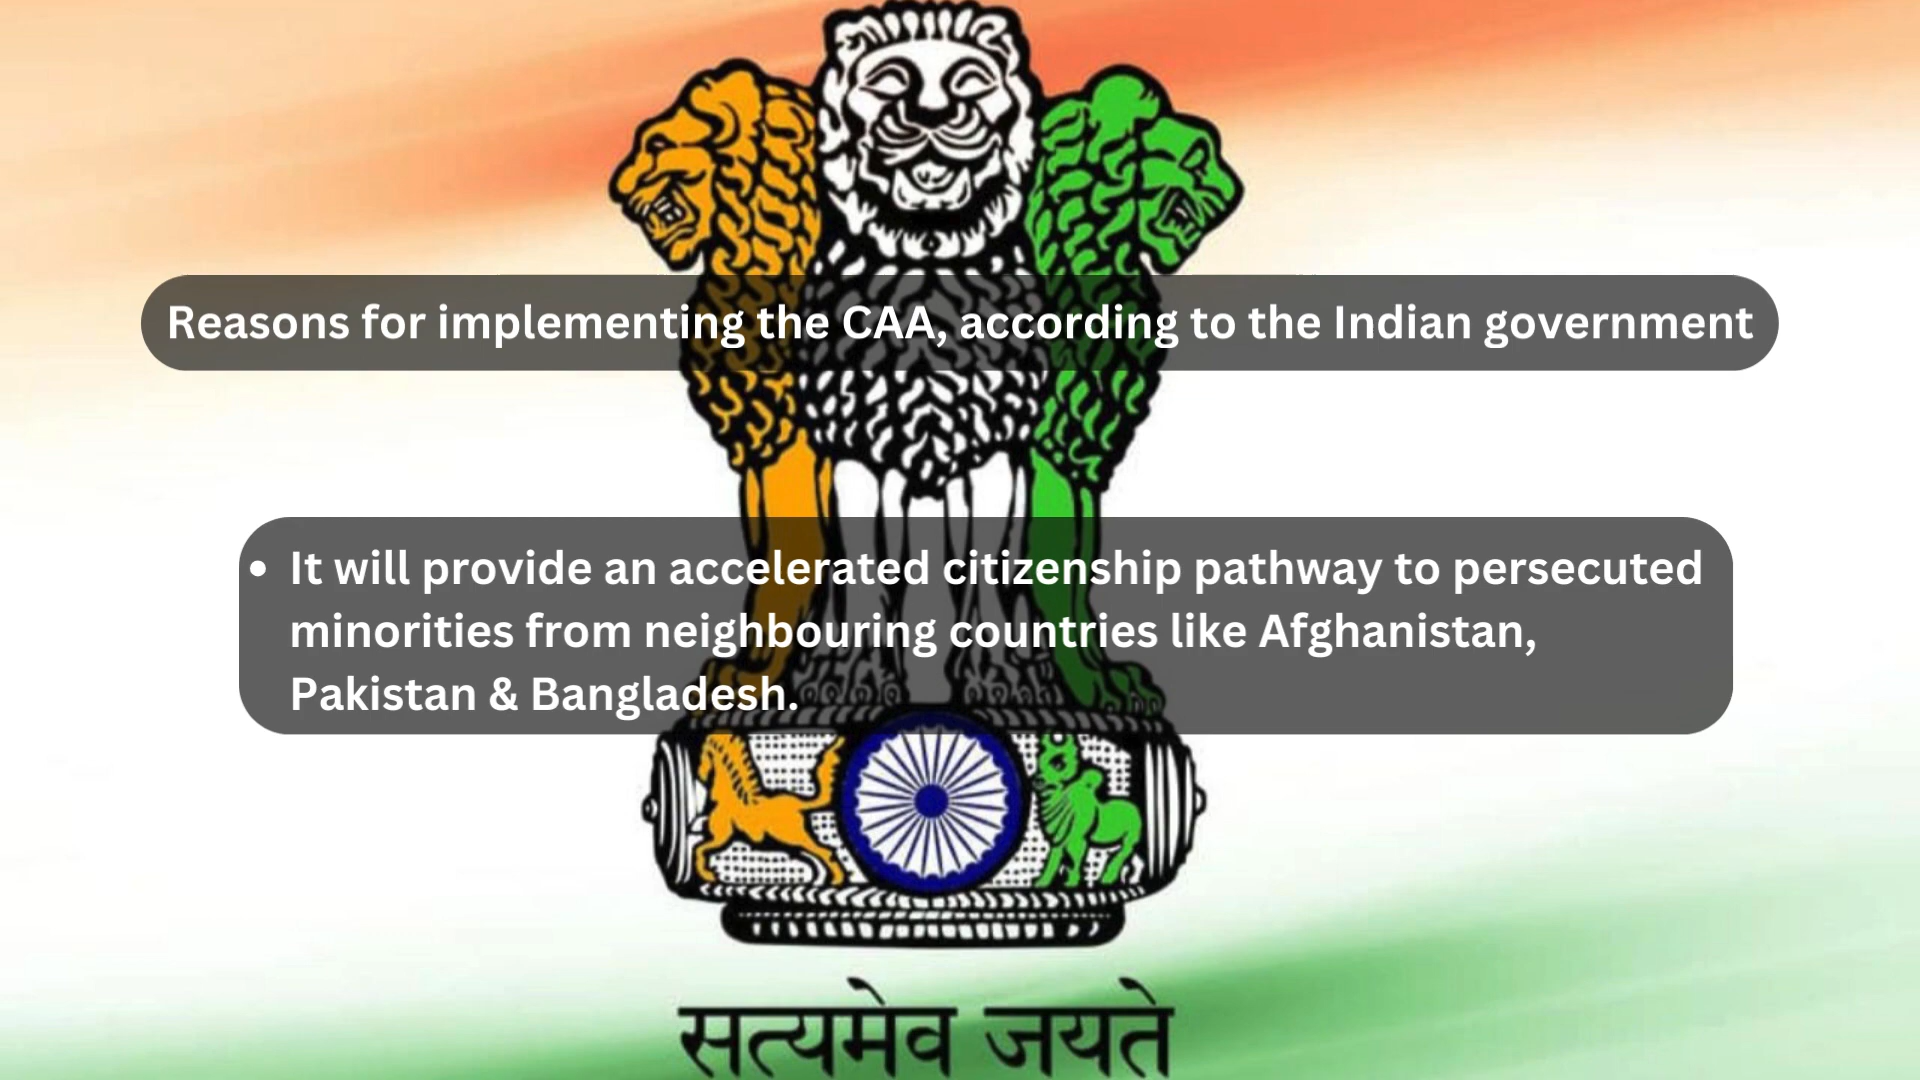 Reasons for implementing the CAA, according to the Indian government
• It will provide an accelerated citizenship pathway to persecuted
minorities from neighbouring countries like Afghanistan,
Pakistan & Bangladesh.
सत्यमेव जयते